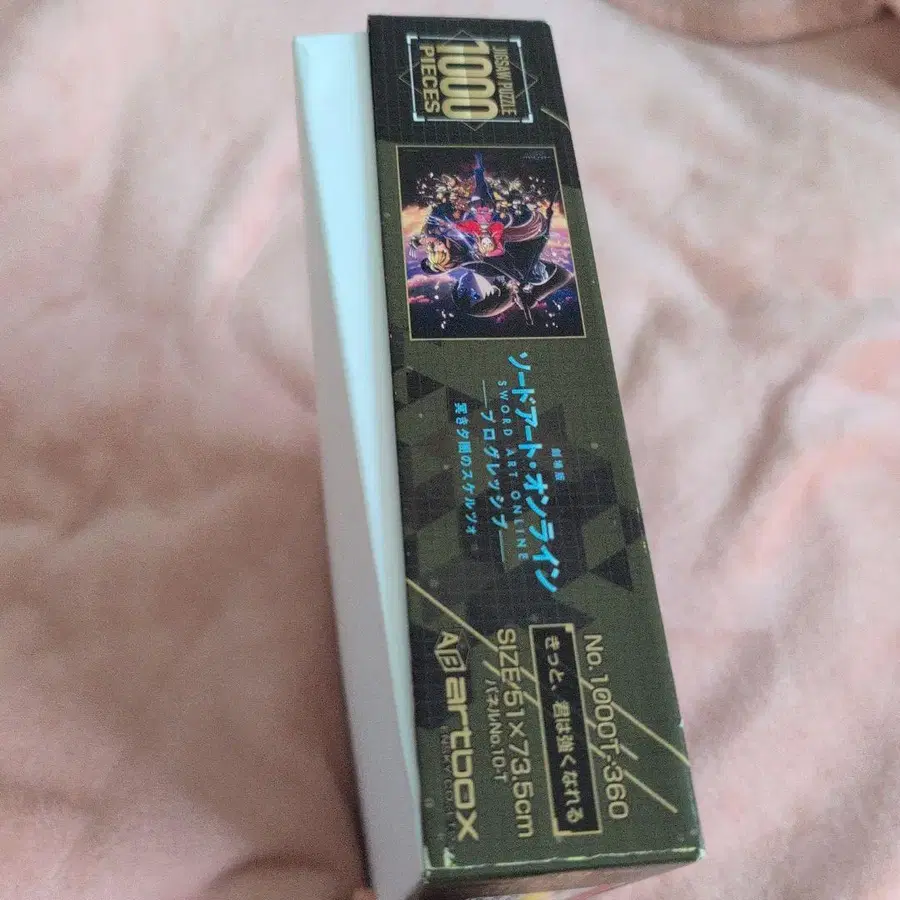 JIGSAW PUZZLE
1000
PIECES
劇場版
ソードアート・オンライン
SWORD ART ONLINE
プログレッシブ
冥き夕闇のスケルツォ
No.1000T-360
きっと、君は強くなれる
SIZE/51×73.5cm
パネルNo.10-T
artbox